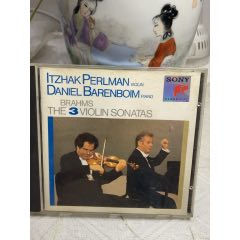 ITZHAK PERLMAN VIOLIN
DANIEL BARENBOIM PIANO
BRAHMS
THE 3 VIOLIN SONATAS
SONY